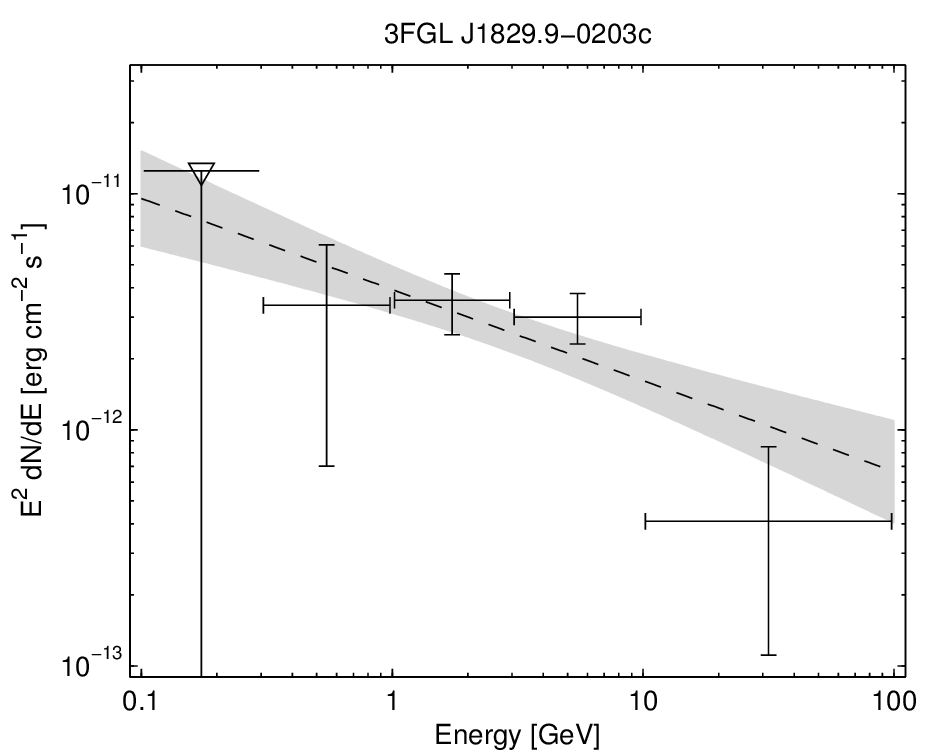 3FGL J1829.9−0203c
E² dN/dE [erg cm⁻² s⁻¹]
10⁻¹¹
10⁻¹²
10⁻¹³
0.1 1 10 100
Energy [GeV]